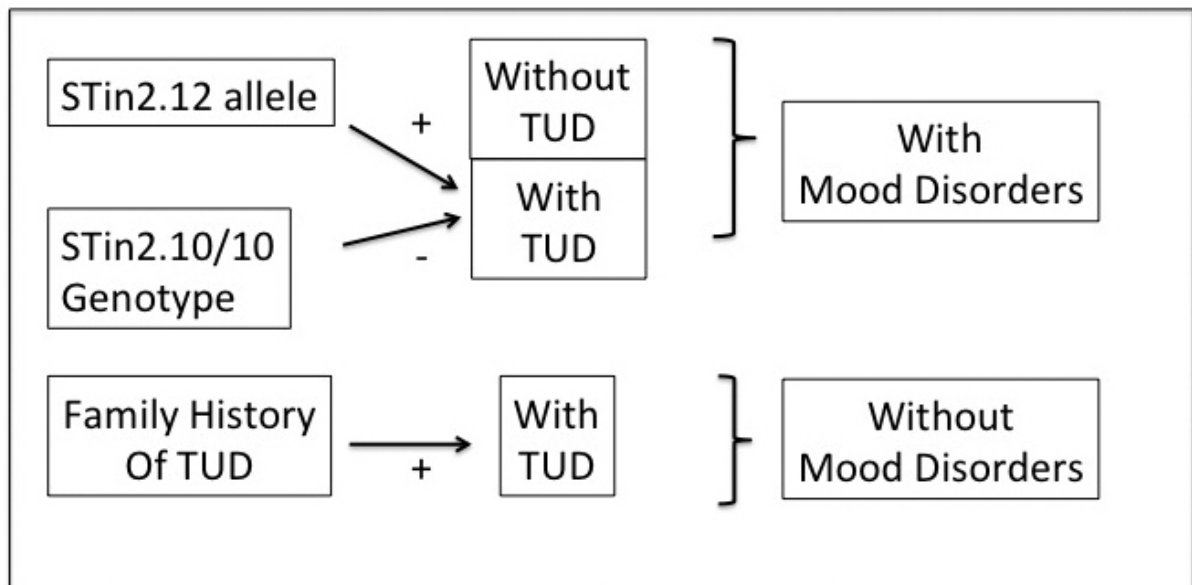 STin2.12 allele
+
Without
TUD
With
TUD
With
Mood Disorders
STin2.10/10
Genotype
-
Family History
Of TUD
+
With
TUD
Without
Mood Disorders